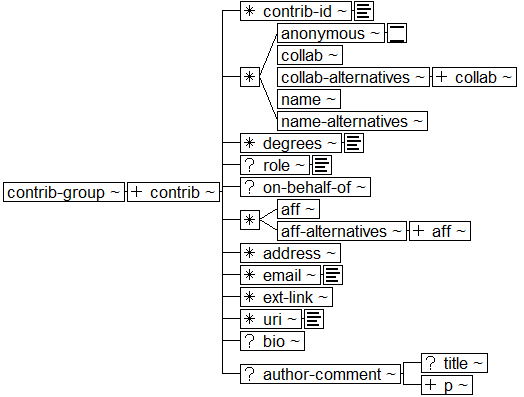 * contrib-id ~
anonymous ~
collab ~
* collab-alternatives ~ + collab ~
name ~
name-alternatives ~
* degrees ~
? role ~
contrib-group ~ + contrib ~ ? on-behalf-of ~
aff ~
* aff-alternatives ~ + aff ~
* address ~
* email ~
* ext-link ~
* uri ~
? bio ~
? title ~
? author-comment ~
+ p ~